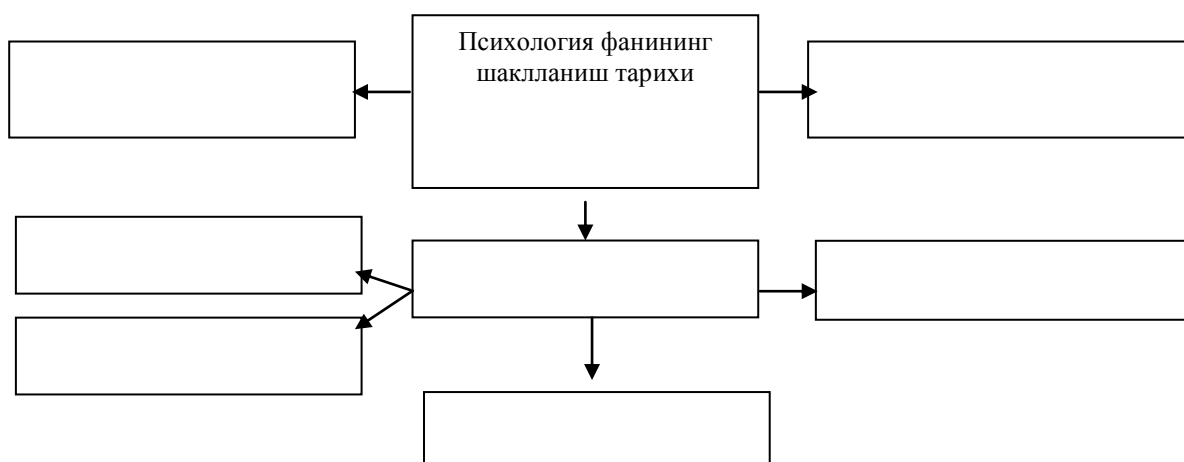 Психология фанининг
шаклланиш тарихи